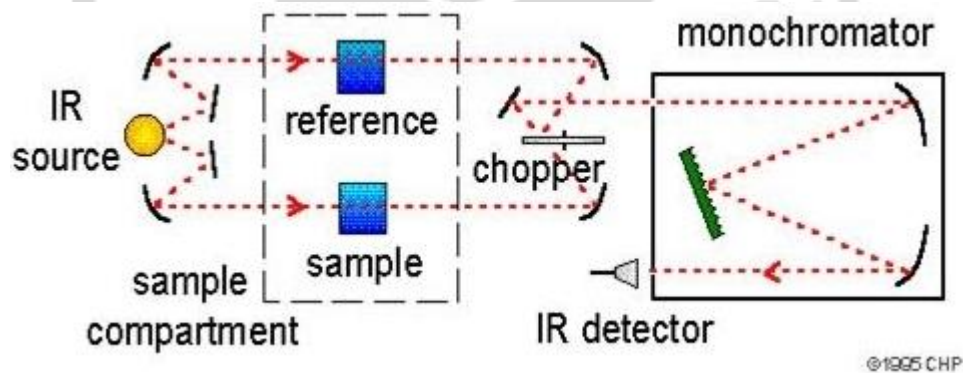 monochromator
IR
source
reference
chopper
sample
sample
compartment
IR detector
©1995 CHP